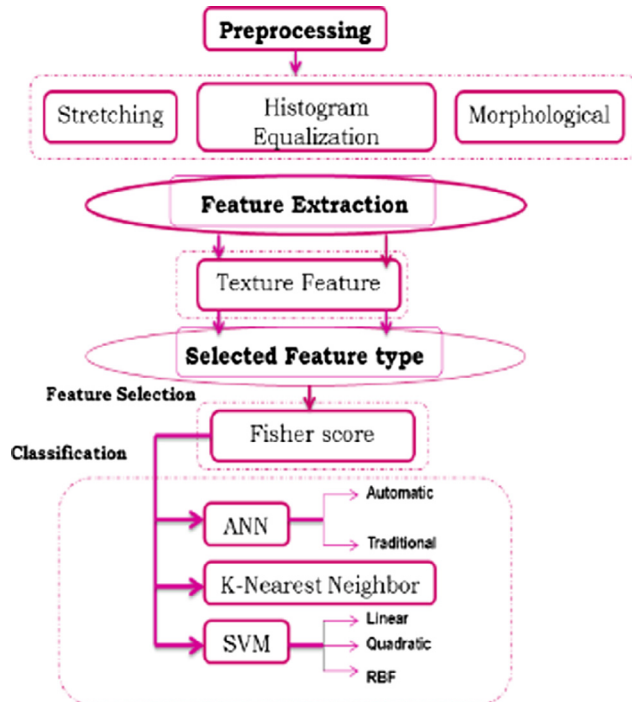 Preprocessing
Stretching
Histogram
Equalization
Morphological
Feature Extraction
Texture Feature
Selected Feature type
Feature Selection
Fisher score
Classification
ANN
Automatic
Traditional
K-Nearest Neighbor
SVM
Linear
Quadratic
RBF